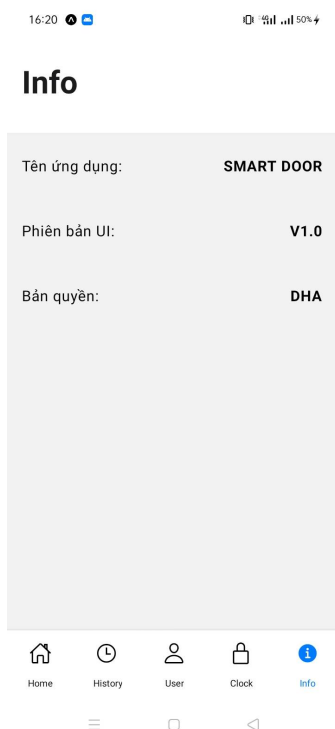 16:20
4G
50%
Info
Tên ứng dụng: SMART DOOR
Phiên bản UI: V1.0
Bản quyền: DHA
Home History User Clock Info